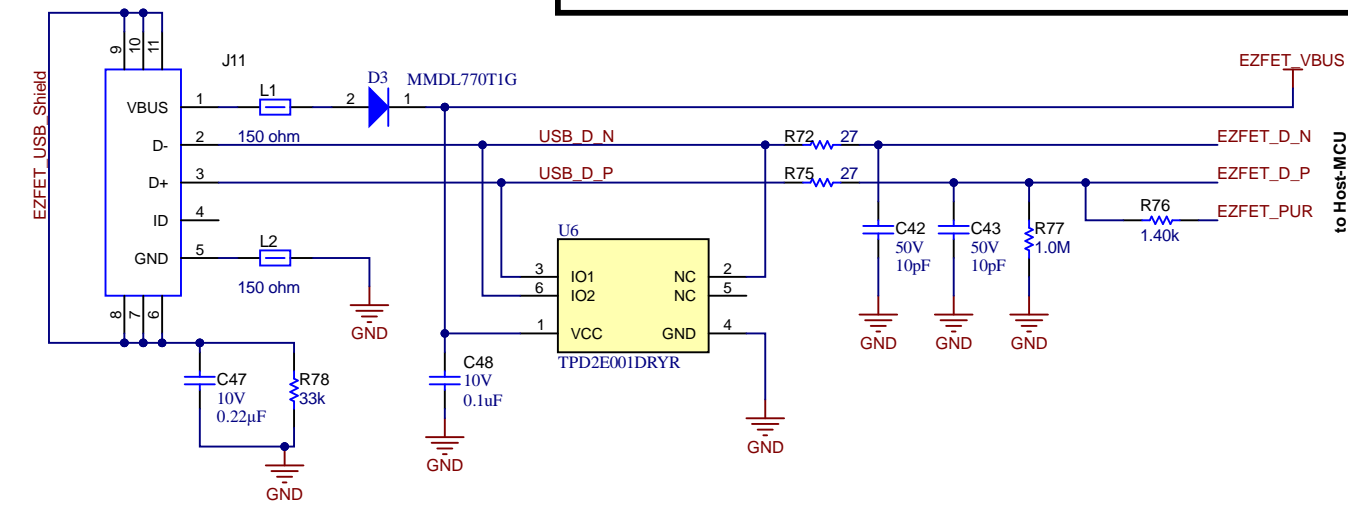 9
10
11
J11
EZFET_USB_Shield
VBUS
1
L1
150 ohm
2
D3
1
MMDL770T1G
EZFET_VBUS
D-
2
USB_D_N
R72
27
EZFET_D_N
D+
3
USB_D_P
R75
27
EZFET_D_P
to Host-MCU
ID
4
R76
1.40k
EZFET_PUR
GND
5
L2
150 ohm
GND
8
7
6
U6
3
IO1
NC
2
6
IO2
NC
5
1
VCC
GND
4
TPD2E001DRYR
C42
50V
10pF
C43
50V
10pF
R77
1.0M
GND
GND
GND
C47
10V
0.22µF
R78
33k
GND
C48
10V
0.1uF
GND
GND